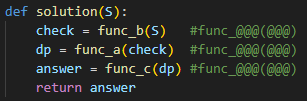 def solution(S):
    check = func_b(S)   #func_@@@(@@@)
    dp = func_a(check)  #func_@@@(@@@)
    answer = func_c(dp) #func_@@@(@@@)
    return answer